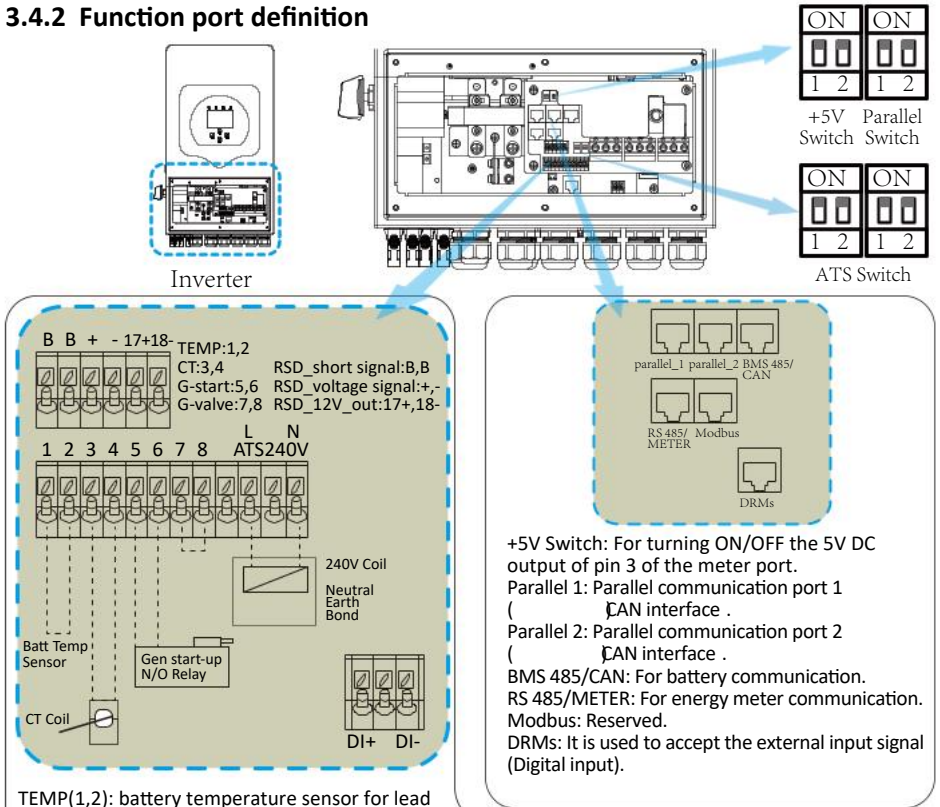 3.4.2 Function port definition
ON ON
1 2 1 2
+5V Parallel
Switch Switch
ON ON
1 2 1 2
ATS Switch
Inverter
B B + - 17+18-
TEMP:1,2
CT:3,4 RSD_short signal:B,B
G-start:5,6 RSD_voltage signal:+,-
G-valve:7,8 RSD_12V_out:17+,18-
L N
1 2 3 4 5 6 7 8 ATS240V
240V Coil
Neutral
Earth
Bond
Batt Temp
Sensor
Gen start-up
N/O Relay
CT Coil
DI+ DI-
TEMP(1,2): battery temperature sensor for lead
parallel_1 parallel_2 BMS 485/
CAN
RS 485/ Modbus
METER
DRMs
+5V Switch: For turning ON/OFF the 5V DC
output of pin 3 of the meter port.
Parallel 1: Parallel communication port 1
( )CAN interface .
Parallel 2: Parallel communication port 2
( )CAN interface .
BMS 485/CAN: For battery communication.
RS 485/METER: For energy meter communication.
Modbus: Reserved.
DRMs: It is used to accept the external input signal
(Digital input).